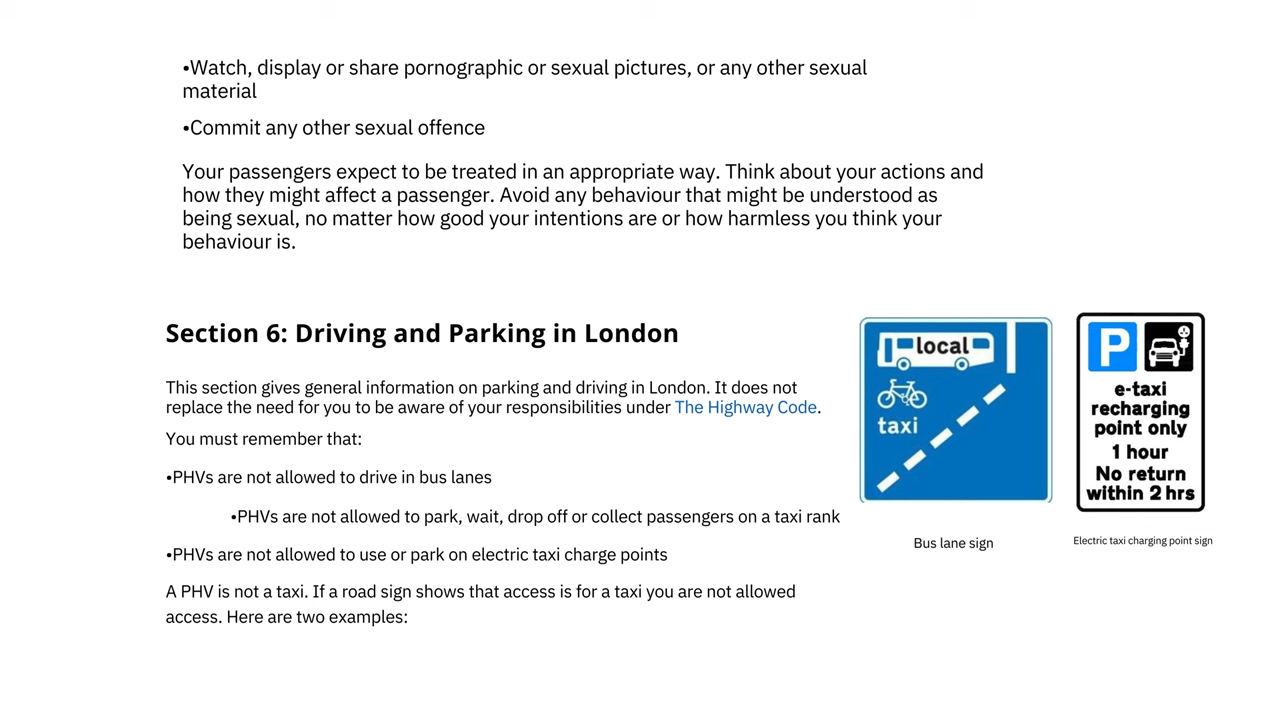 •Watch, display or share pornographic or sexual pictures, or any other sexual
material
•Commit any other sexual offence
Your passengers expect to be treated in an appropriate way. Think about your actions and
how they might affect a passenger. Avoid any behaviour that might be understood as
being sexual, no matter how good your intentions are or how harmless you think your
behaviour is.
Section 6: Driving and Parking in London
This section gives general information on parking and driving in London. It does not
replace the need for you to be aware of your responsibilities under The Highway Code.
You must remember that:
•PHVs are not allowed to drive in bus lanes
•PHVs are not allowed to park, wait, drop off or collect passengers on a taxi rank
•PHVs are not allowed to use or park on electric taxi charge points
A PHV is not a taxi. If a road sign shows that access is for a taxi you are not allowed
access. Here are two examples:
local
taxi
Bus lane sign
P
e-taxi
recharging
point only
1 hour
No return
within 2 hrs
Electric taxi charging point sign